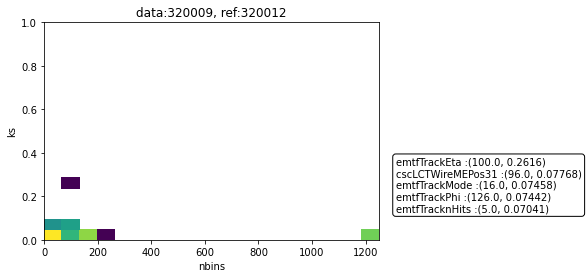 data:320009, ref:320012
1.0
0.8
0.6
0.4
0.2
0.0
ks
0 200 400 600 800 1000 1200
nbins
emtfTrackEta :(100.0, 0.2616)
cscLCTWireMEPos31 :(96.0, 0.07768)
emtfTrackMode :(16.0, 0.07458)
emtfTrackPhi :(126.0, 0.07442)
emtfTracknHits :(5.0, 0.07041)